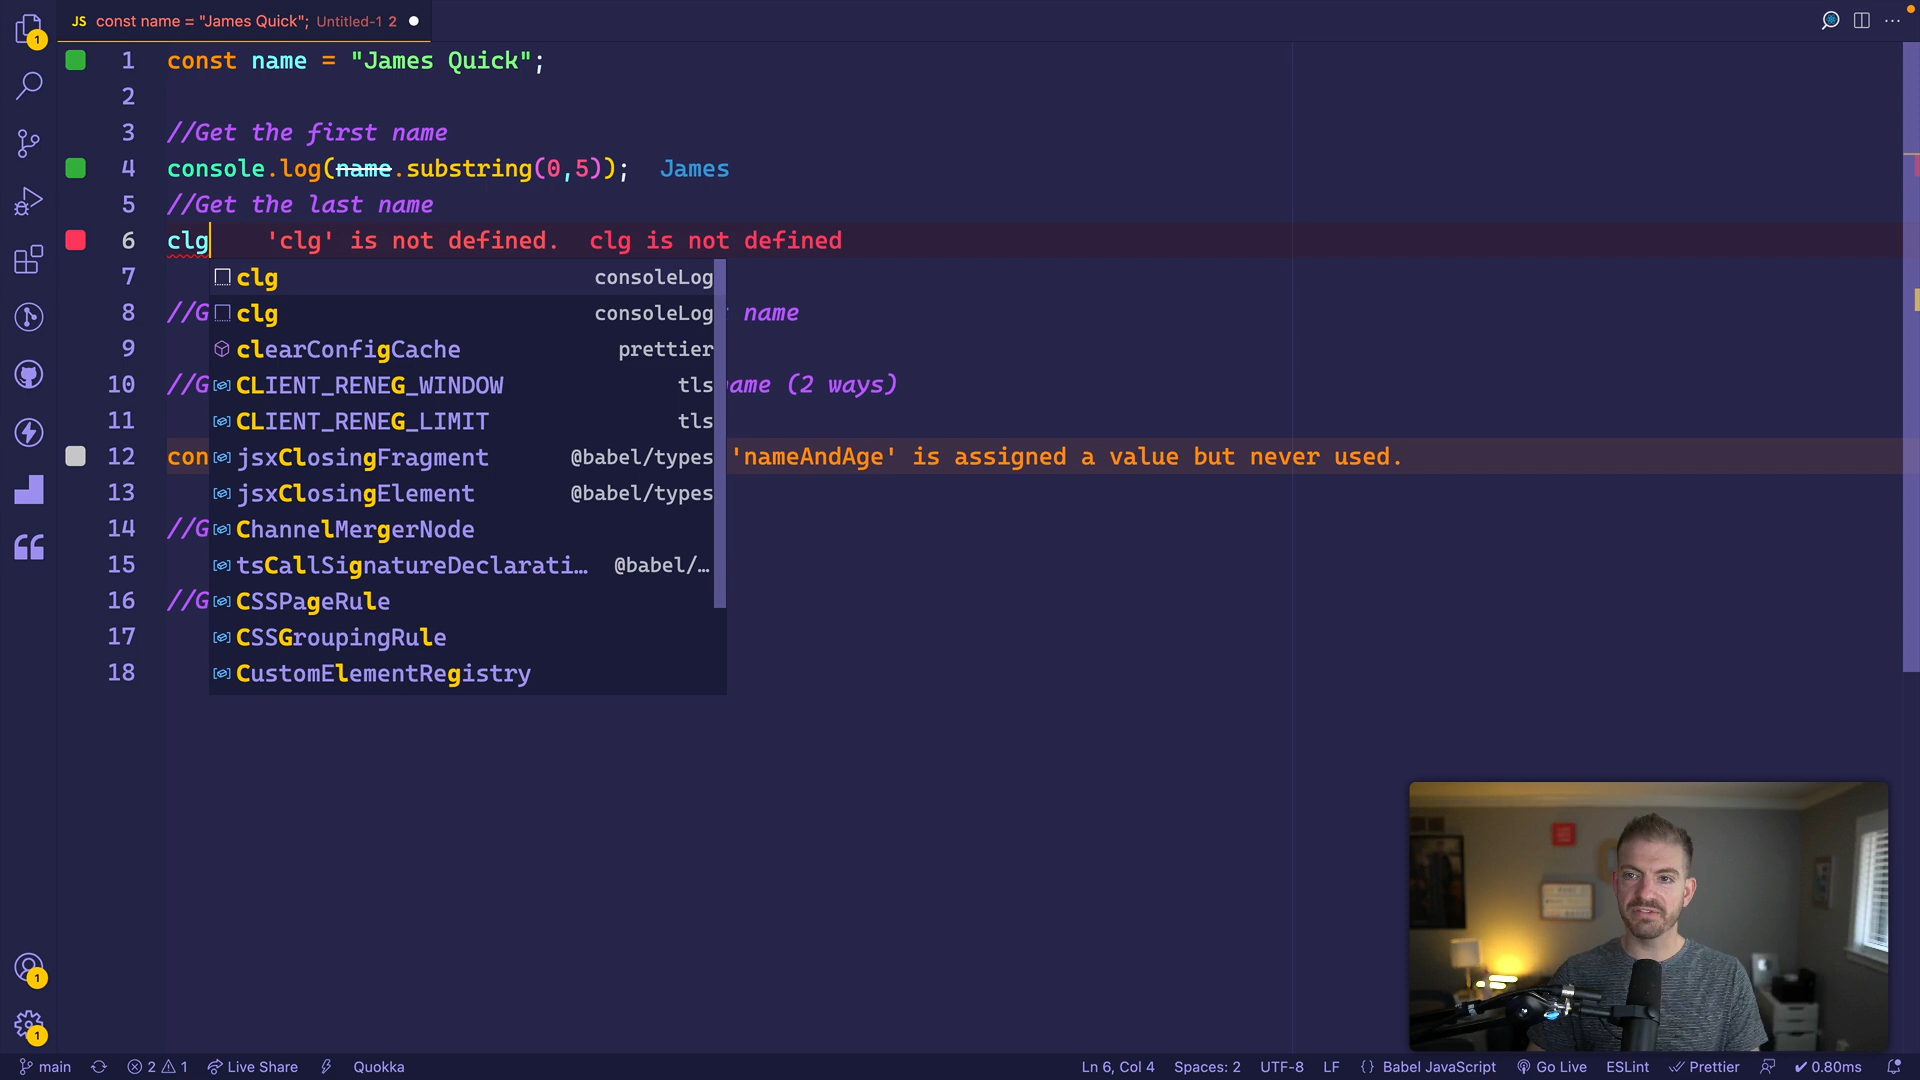 JS const name = "James Quick"; Untitled-1 2
1
1 const name = "James Quick";
2
3 //Get the first name
4 console.log(name.substring(0,5)); James
5 //Get the last name
6 clg 'clg' is not defined. clg is not defined
7 clg consoleLog
8 //G clg consoleLog name
9 clearConfigCache prettier
10 //G CLIENT_RENEG_WINDOW tls name (2 ways)
11 CLIENT_RENEG_LIMIT tls
12 con jsxClosingFragment @babel/types 'nameAndAge' is assigned a value but never used.
13 jsxClosingElement @babel/types
14 //G ChannelMergerNode
15 tsCallSignatureDeclarati… @babel/…
16 //G CSSPageRule
17 CSSGroupingRule
18 CustomElementRegistry
1
1
main 2 1 Live Share Quokka Ln 6, Col 4 Spaces: 2 UTF-8 LF {} Babel JavaScript Go Live ESLint Prettier 0.80ms